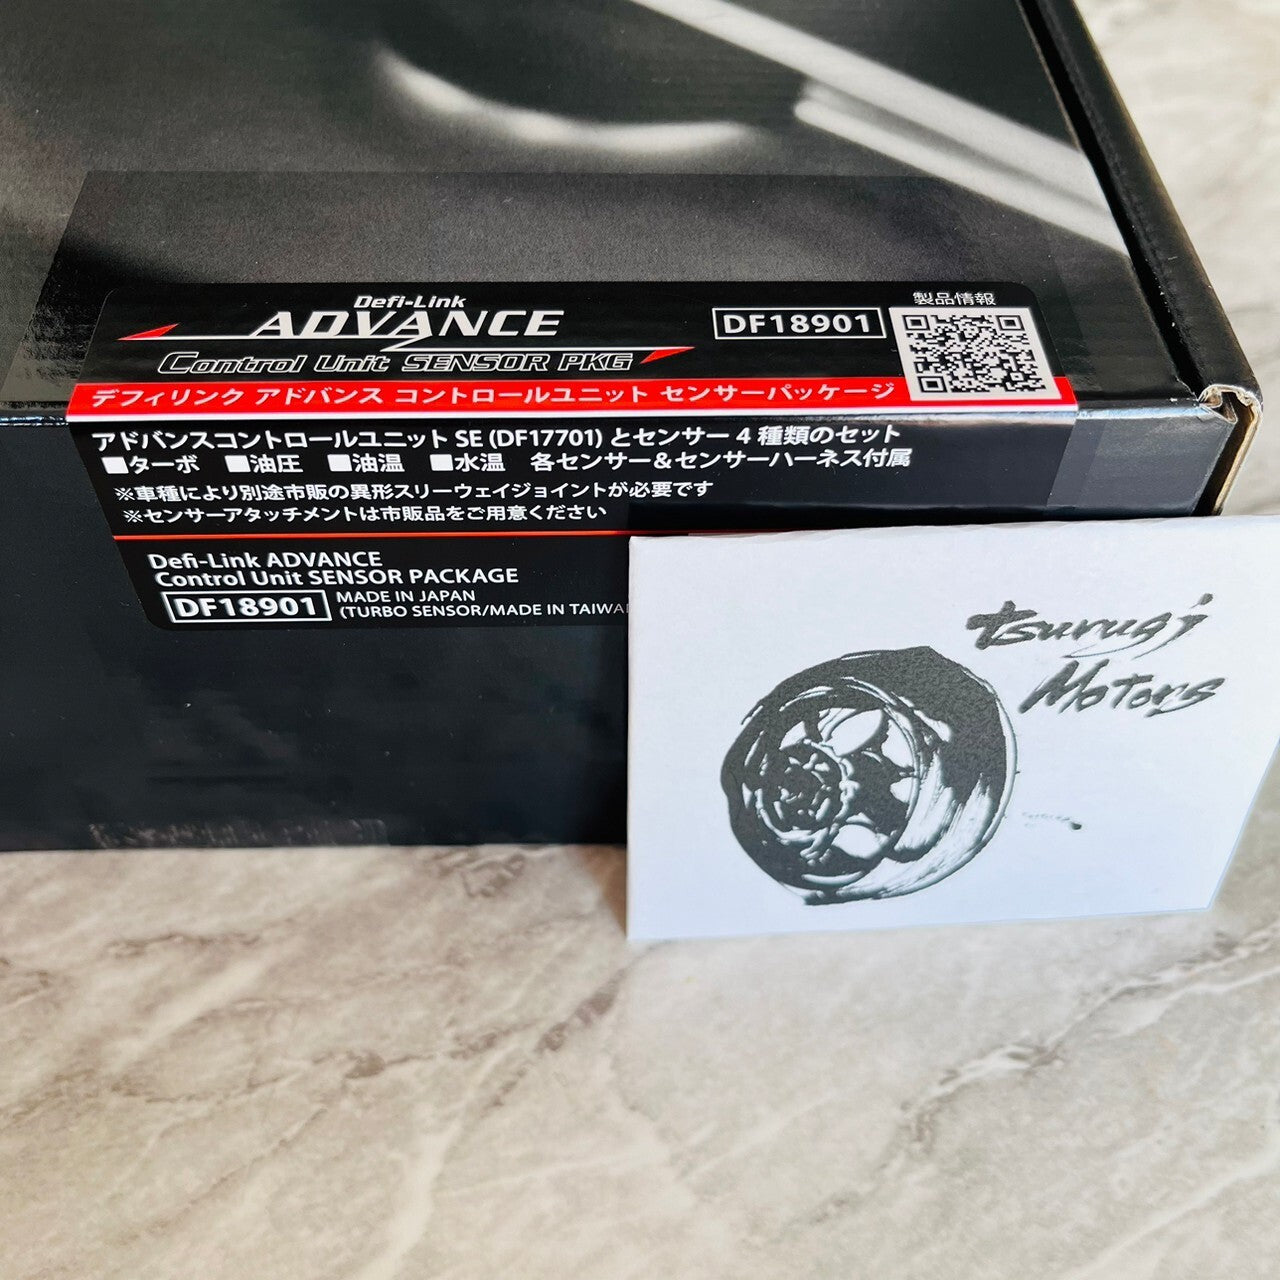 Defi-Link
ADVANCE
Control Unit SENSOR PKG
DF18901
製品情報
デフィリンク アドバンス コントロールユニット センサーパッケージ
アドバンスコントロールユニット SE (DF17701) とセンサー 4 種類のセット
■ターボ ■油圧 ■油温 ■水温 各センサー＆センサーハーネス付属
※車種により別途市販の異形スリーウェイジョイントが必要です
※センサーアタッチメントは市販品をご用意ください
Defi-Link ADVANCE
Control Unit SENSOR PACKAGE
DF18901
MADE IN JAPAN
(TURBO SENSOR/MADE IN TAIWA
Tsurugi
Motors